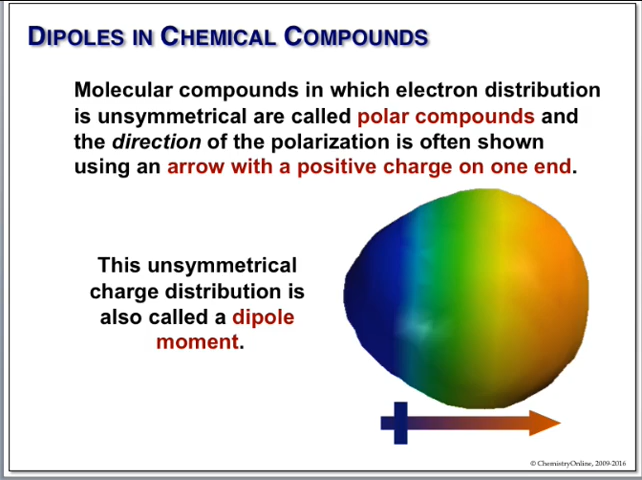 DIPOLES IN CHEMICAL COMPOUNDS
Molecular compounds in which electron distribution
is unsymmetrical are called polar compounds and
the direction of the polarization is often shown
using an arrow with a positive charge on one end.
This unsymmetrical
charge distribution is
also called a dipole
moment.
© ChemistryOnline, 2009-2016